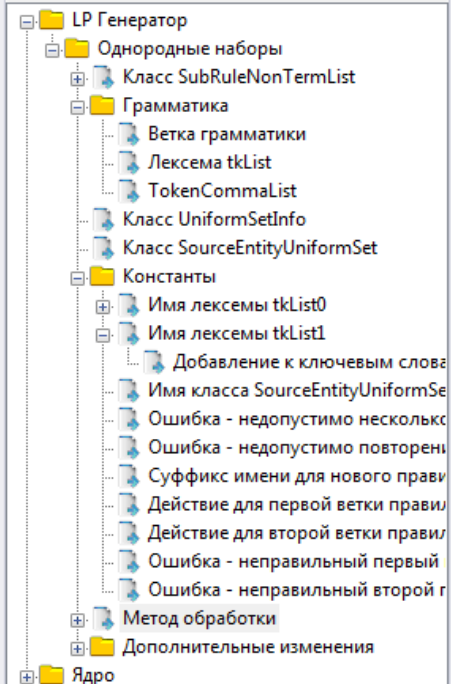 LP Генератор
Однородные наборы
Класс SubRuleNonTermList
Грамматика
Ветка грамматики
Лексема tkList
TokenCommaList
Класс UniformSetInfo
Класс SourceEntityUniformSet
Константы
Имя лексемы tkList0
Имя лексемы tkList1
Добавление к ключевым слова
Имя класса SourceEntityUniformSe
Ошибка - недопустимо несколько
Ошибка - недопустимо повторени
Суффикс имени для нового прави
Действие для первой ветки прави
Действие для второй ветки правил
Ошибка - неправильный первый
Ошибка - неправильный второй
Метод обработки
Дополнительные изменения
Ядро